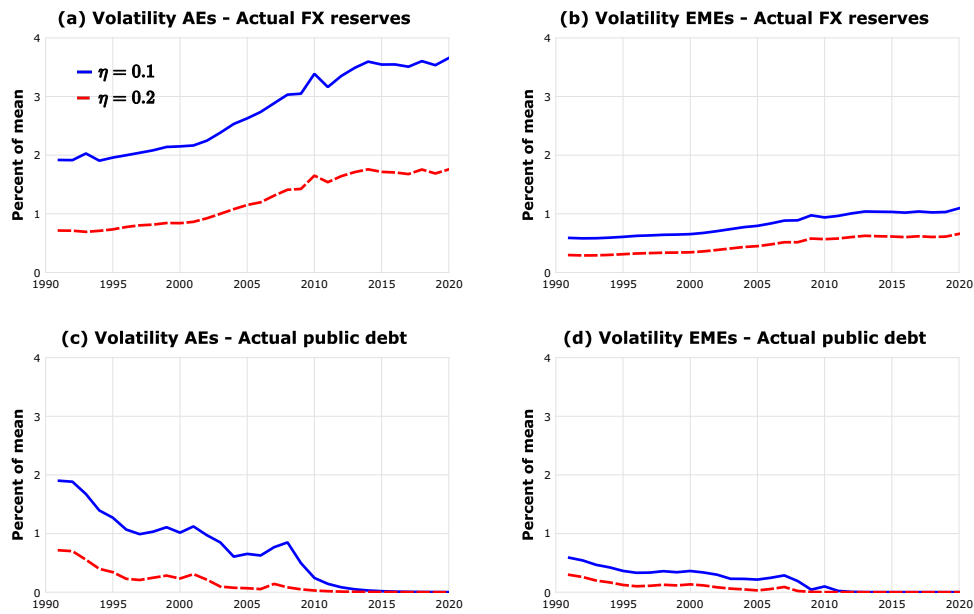 (a) Volatility AEs - Actual FX reserves
4
3
2
1
0
Percent of mean
η = 0.1
η = 0.2
1990 1995 2000 2005 2010 2015 2020
(b) Volatility EMEs - Actual FX reserves
4
3
2
1
0
Percent of mean
1990 1995 2000 2005 2010 2015 2020
(c) Volatility AEs - Actual public debt
4
3
2
1
0
Percent of mean
1990 1995 2000 2005 2010 2015 2020
(d) Volatility EMEs - Actual public debt
4
3
2
1
0
Percent of mean
1990 1995 2000 2005 2010 2015 2020